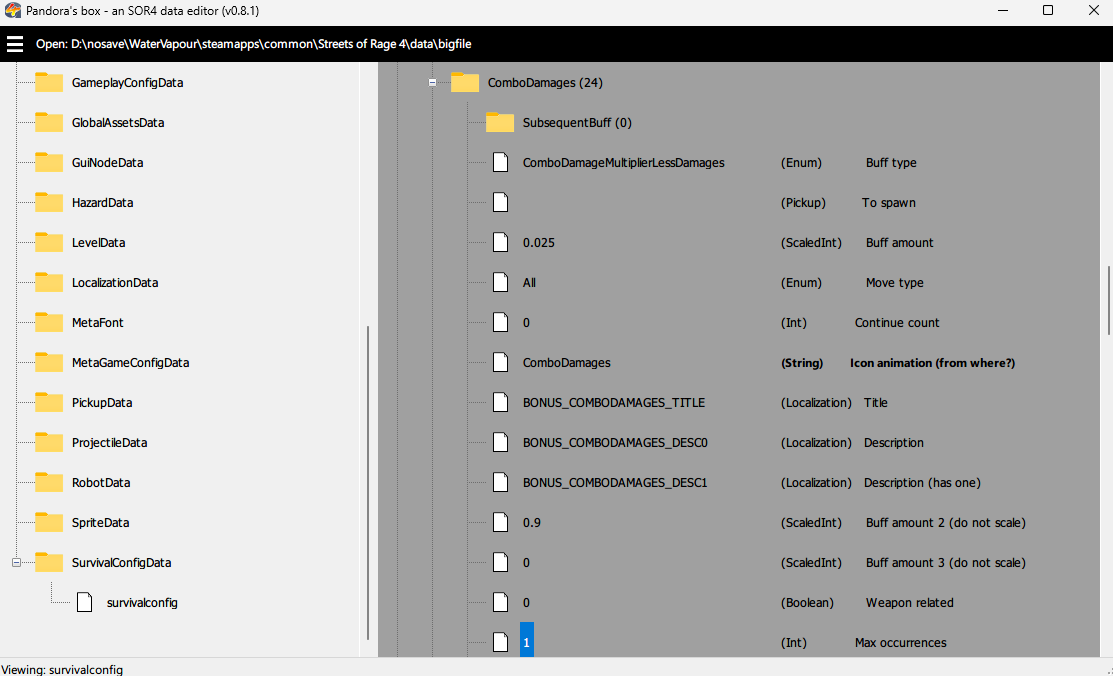 Pandora's box - an SOR4 data editor (v0.8.1)
Open: D:\nosave\WaterVapour\steamapps\common\Streets of Rage 4\data\bigfile
GameplayConfigData
GlobalAssetsData
GuiNodeData
HazardData
LevelData
LocalizationData
MetaFont
MetaGameConfigData
PickupData
ProjectileData
RobotData
SpriteData
SurvivalConfigData
survivalconfig
ComboDamages (24)
SubsequentBuff (0)
ComboDamageMultiplierLessDamages (Enum) Buff type
(Pickup) To spawn
0.025 (ScaledInt) Buff amount
All (Enum) Move type
0 (Int) Continue count
ComboDamages (String) Icon animation (from where?)
BONUS_COMBODAMAGES_TITLE (Localization) Title
BONUS_COMBODAMAGES_DESC0 (Localization) Description
BONUS_COMBODAMAGES_DESC1 (Localization) Description (has one)
0.9 (ScaledInt) Buff amount 2 (do not scale)
0 (ScaledInt) Buff amount 3 (do not scale)
0 (Boolean) Weapon related
1 (Int) Max occurrences
Viewing: survivalconfig